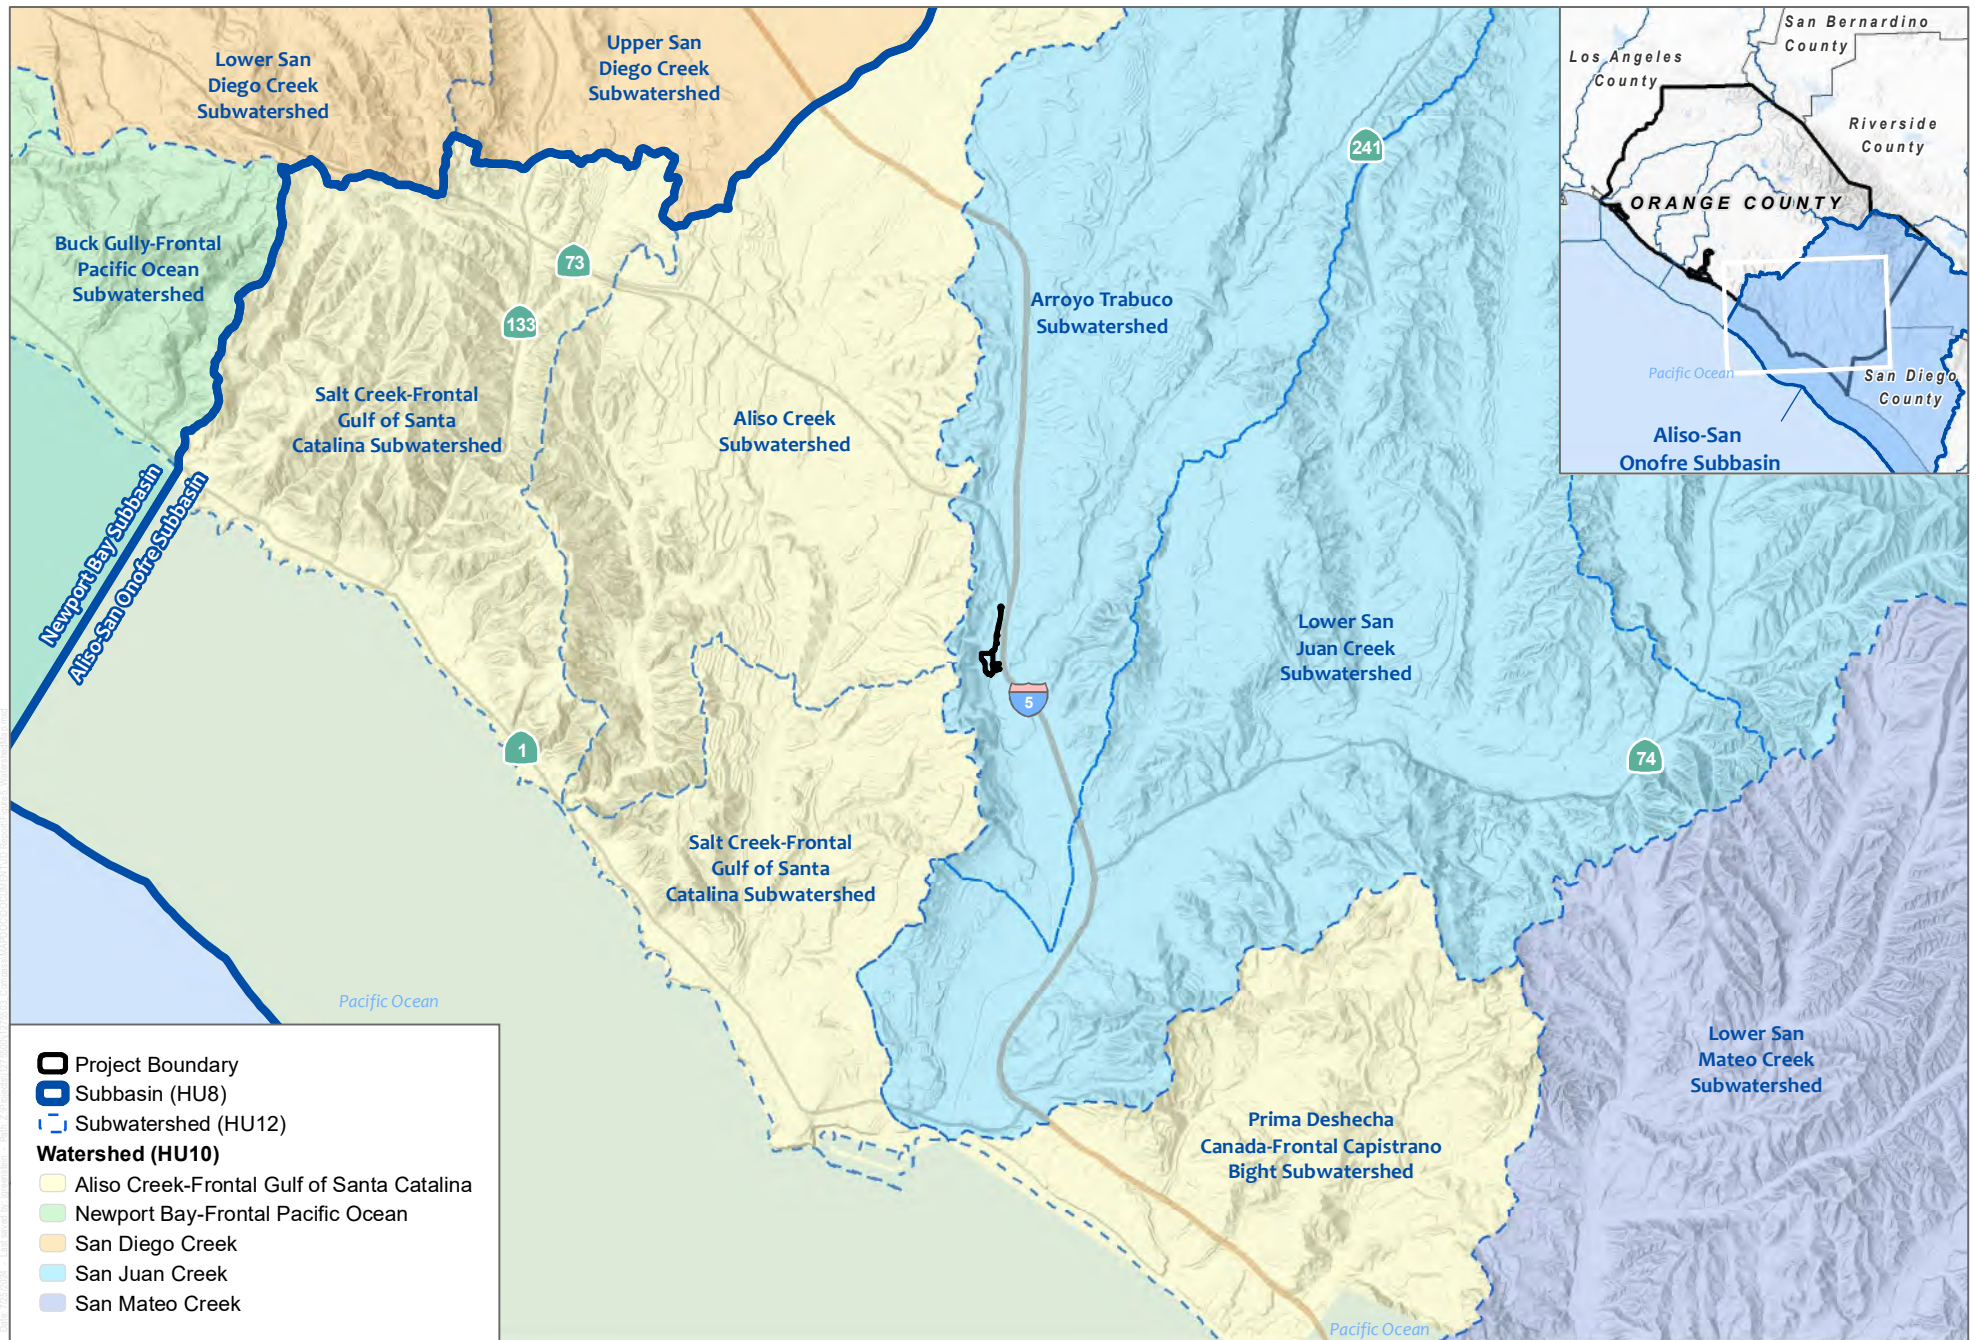 Lower San
Diego Creek
Subwatershed
Upper San
Diego Creek
Subwatershed
Buck Gully-Frontal
Pacific Ocean
Subwatershed
73
133
241
Arroyo Trabuco
Subwatershed
Salt Creek-Frontal
Gulf of Santa
Catalina Subwatershed
Aliso Creek
Subwatershed
Newport Bay Subbasin
Aliso-San Onofre Subbasin
Lower San
Juan Creek
Subwatershed
5
1
74
Salt Creek-Frontal
Gulf of Santa
Catalina Subwatershed
Pacific Ocean
Lower San
Mateo Creek
Subwatershed
Prima Deshecha
Canada-Frontal Capistrano
Bight Subwatershed
Pacific Ocean
San Bernardino
County
Los Angeles
County
Riverside
County
ORANGE COUNTY
Pacific Ocean
San Diego
County
Aliso-San
Onofre Subbasin
Project Boundary
Subbasin (HU8)
Subwatershed (HU12)
Watershed (HU10)
Aliso Creek-Frontal Gulf of Santa Catalina
Newport Bay-Frontal Pacific Ocean
San Diego Creek
San Juan Creek
San Mateo Creek